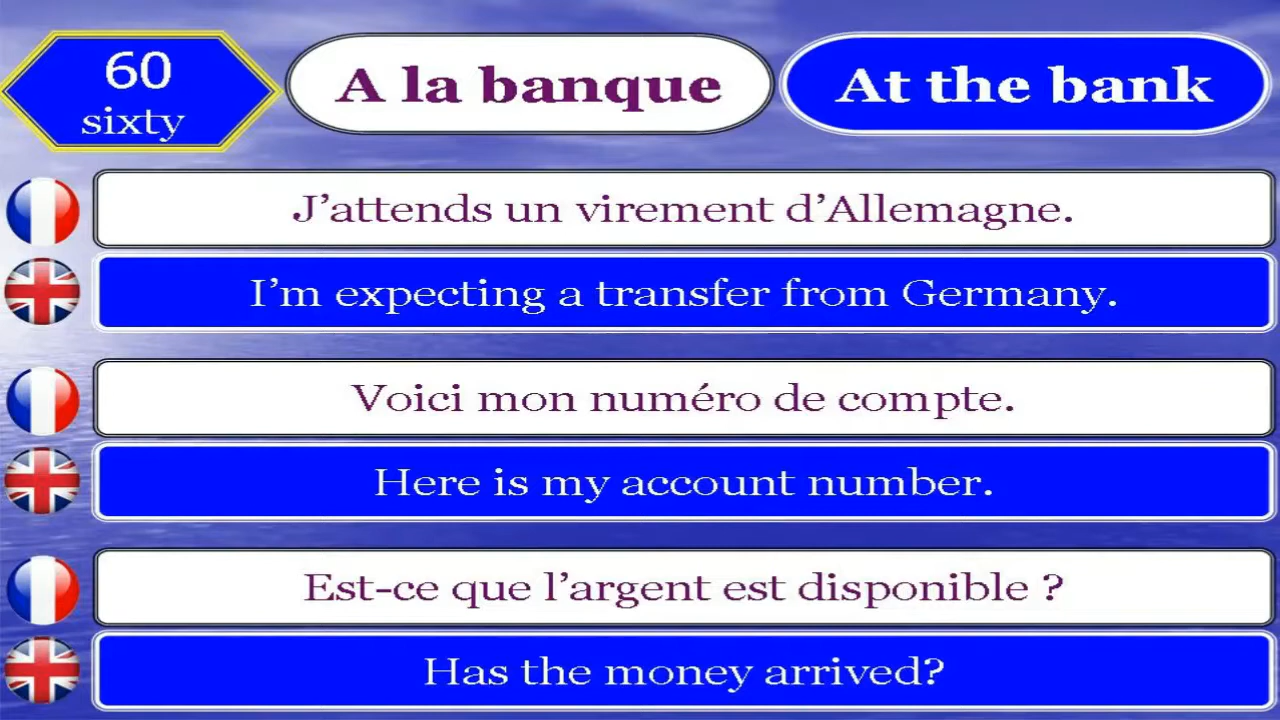 60
sixty
A la banque
At the bank
J’attends un virement d’Allemagne.
I’m expecting a transfer from Germany.
Voici mon numéro de compte.
Here is my account number.
Est-ce que l’argent est disponible ?
Has the money arrived?